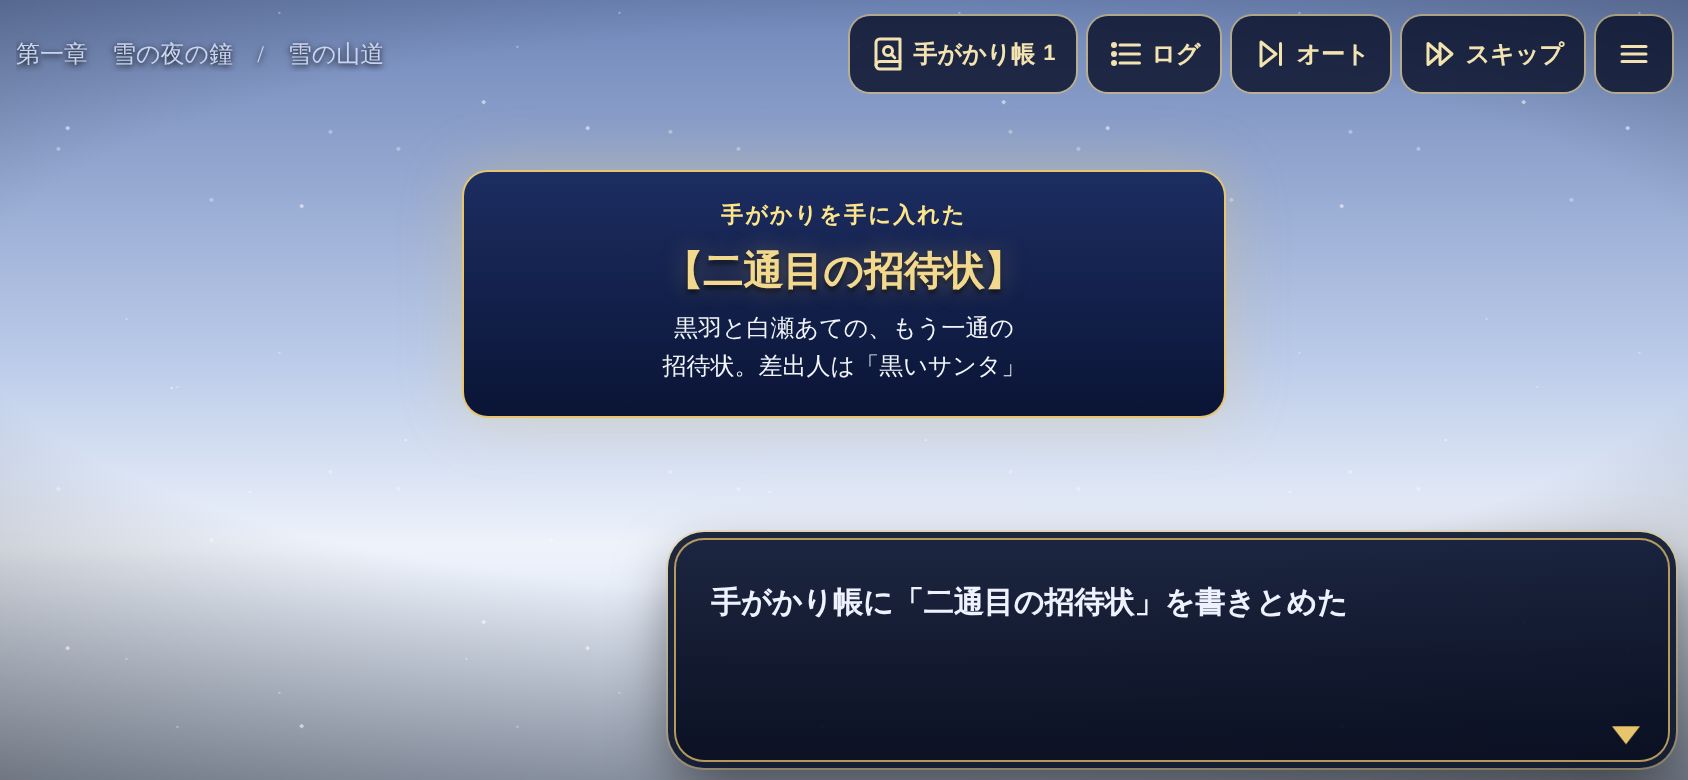 第一章　雪の夜の鐘　/　雪の山道
手がかり帳 1
ログ
オート
スキップ
手がかりを手に入れた
【二通目の招待状】
黒羽と白瀬あての、もう一通の
招待状。差出人は「黒いサンタ」
手がかり帳に「二通目の招待状」を書きとめた